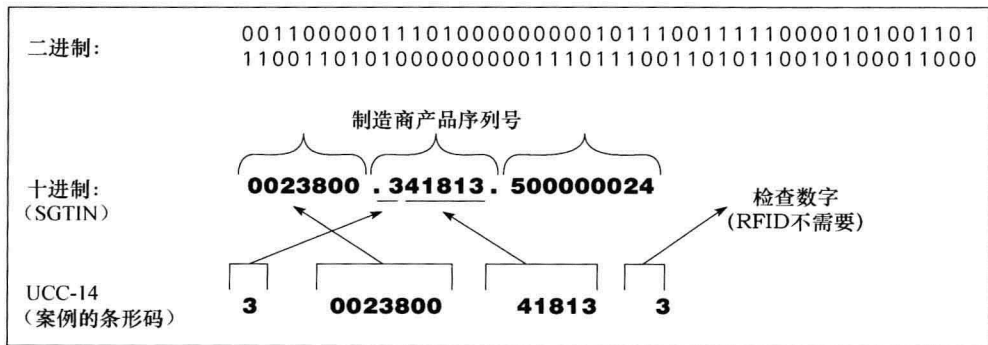 二进制:
001100000111010000000001011100111110000101001101
110011010100000000011101110011010110010100011000
制造商产品序列号
十进制: 0023800 . 341813 . 500000024
(SGTIN)
检查数字
(RFID不需要)
UCC-14
(案例的条形码)
3 0023800 41813 3